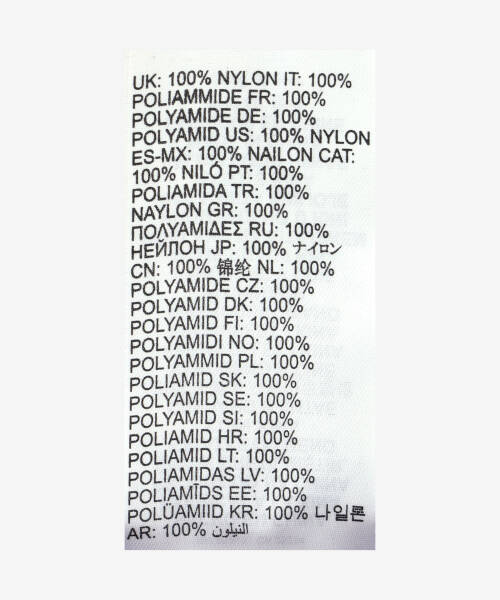 UK: 100% NYLON IT: 100%
POLIAMMIDE FR: 100%
POLYAMIDE DE: 100%
POLYAMID US: 100% NYLON
ES-MX: 100% NAILON CAT:
100% NILÓ PT: 100%
POLIAMIDA TR: 100%
NAYLON GR: 100%
ΠΟΛΥΑΜΙΔΕΣ RU: 100%
НЕЙЛОН JP: 100% ナイロン
CN: 100% 锦纶 NL: 100%
POLYAMIDE CZ: 100%
POLYAMID DK: 100%
POLYAMID FI: 100%
POLYAMIDI NO: 100%
POLYAMMID PL: 100%
POLIAMID SK: 100%
POLYAMID SE: 100%
POLYAMID SI: 100%
POLIAMID HR: 100%
POLIAMID LT: 100%
POLIAMIDAS LV: 100%
POLIAMĪDS EE: 100%
POLÜAMIID KR: 100% 나일론
AR: 100% النيلون